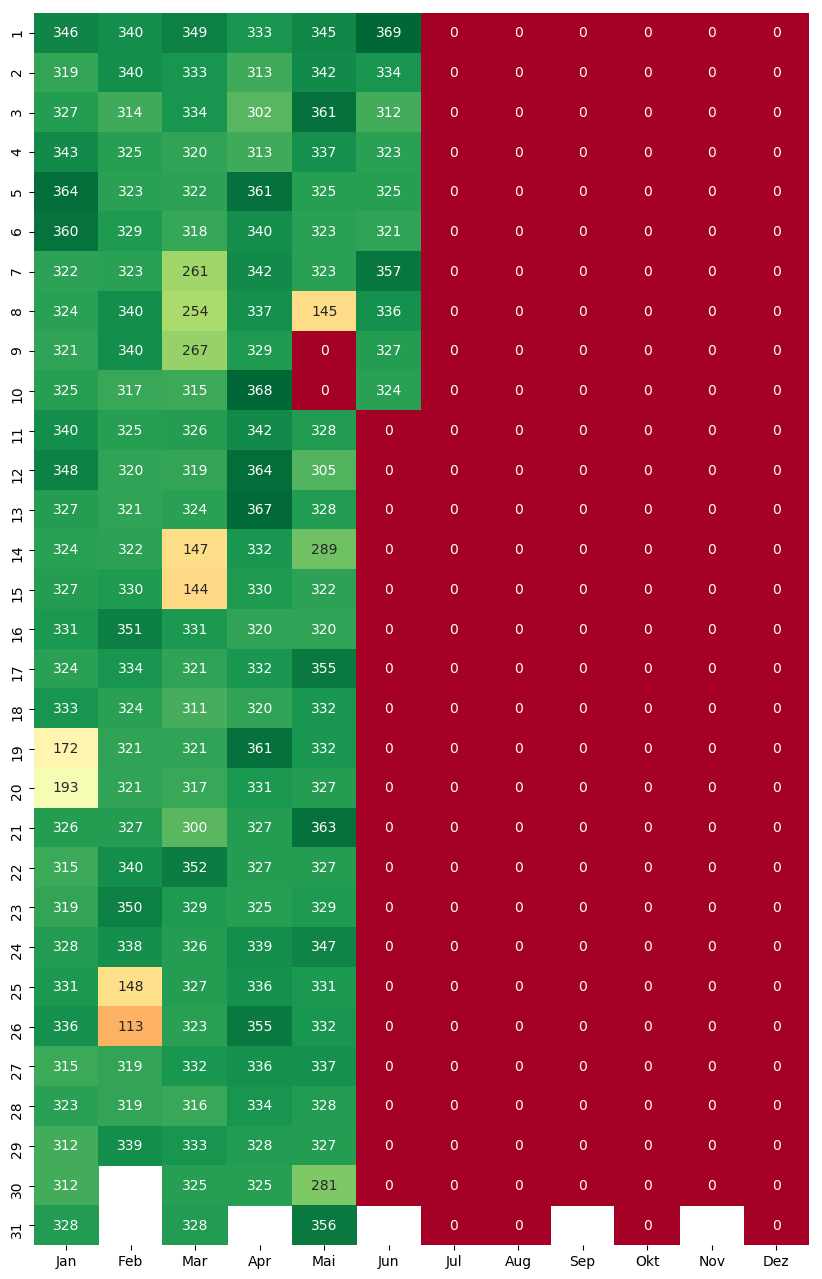 1 346 340 349 333 345 369 0 0 0 0 0 0
2 319 340 333 313 342 334 0 0 0 0 0 0
3 327 314 334 302 361 312 0 0 0 0 0 0
4 343 325 320 313 337 323 0 0 0 0 0 0
5 364 323 322 361 325 325 0 0 0 0 0 0
6 360 329 318 340 323 321 0 0 0 0 0 0
7 322 323 261 342 323 357 0 0 0 0 0 0
8 324 340 254 337 145 336 0 0 0 0 0 0
9 321 340 267 329 0 327 0 0 0 0 0 0
10 325 317 315 368 0 324 0 0 0 0 0 0
11 340 325 326 342 328 0 0 0 0 0 0 0
12 348 320 319 364 305 0 0 0 0 0 0 0
13 327 321 324 367 328 0 0 0 0 0 0 0
14 324 322 147 332 289 0 0 0 0 0 0 0
15 327 330 144 330 322 0 0 0 0 0 0 0
16 331 351 331 320 320 0 0 0 0 0 0 0
17 324 334 321 332 355 0 0 0 0 0 0 0
18 333 324 311 320 332 0 0 0 0 0 0 0
19 172 321 321 361 332 0 0 0 0 0 0 0
20 193 321 317 331 327 0 0 0 0 0 0 0
21 326 327 300 327 363 0 0 0 0 0 0 0
22 315 340 352 327 327 0 0 0 0 0 0 0
23 319 350 329 325 329 0 0 0 0 0 0 0
24 328 338 326 339 347 0 0 0 0 0 0 0
25 331 148 327 336 331 0 0 0 0 0 0 0
26 336 113 323 355 332 0 0 0 0 0 0 0
27 315 319 332 336 337 0 0 0 0 0 0 0
28 323 319 316 334 328 0 0 0 0 0 0 0
29 312 339 333 328 327 0 0 0 0 0 0 0
30 312 325 325 281 0 0 0 0 0 0 0
31 328 328 356 0 0 0 0
Jan Feb Mar Apr Mai Jun Jul Aug Sep Okt Nov Dez